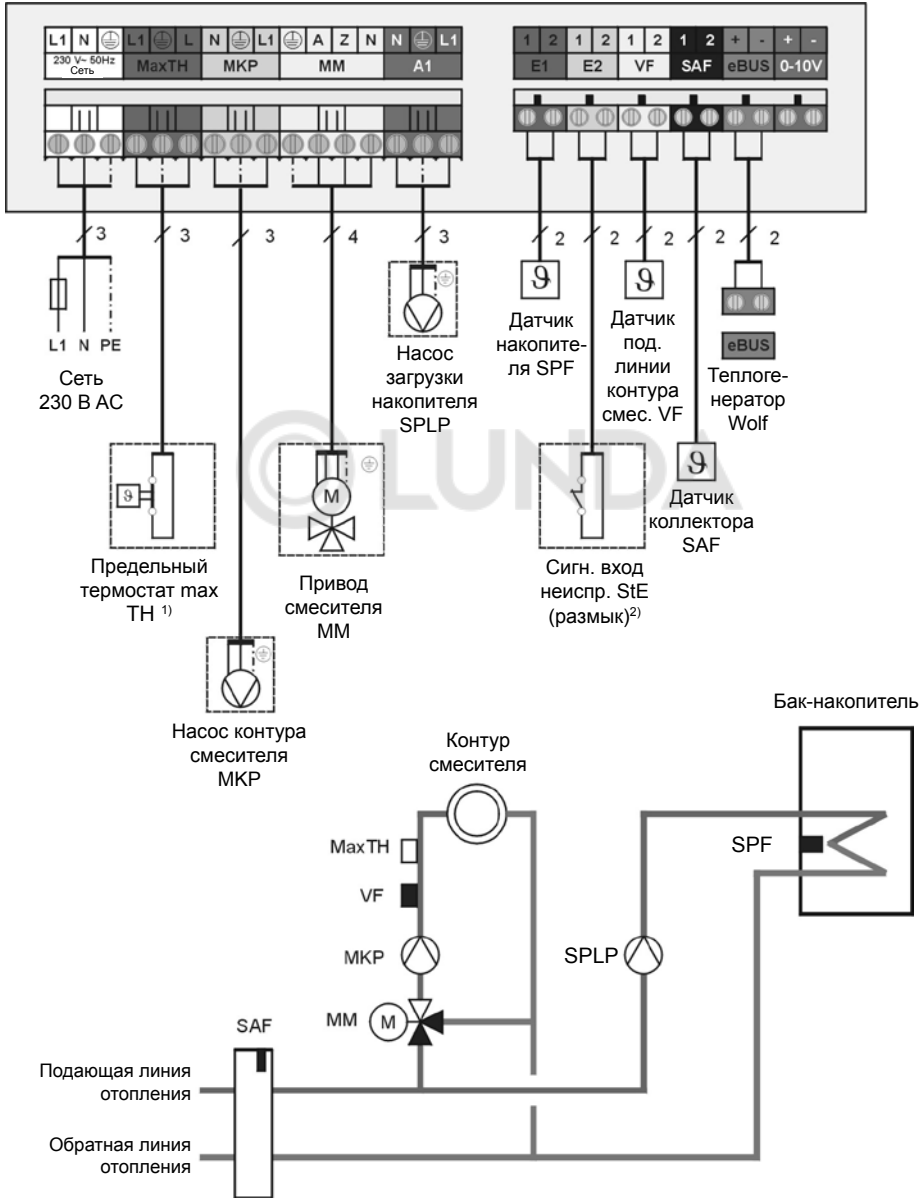 L1 N L1 L N L1 A Z N N L1
230 V~ 50Hz
Сеть
MaxTH MKP MM A1
1 2 1 2 1 2 1 2 + - + -
E1 E2 VF SAF eBUS 0-10V
3 3 3 4 3 2 2 2 2 2
L1 N PE
Сеть
230 В AC
Предельный
термостат max
TH 1)
Насос контура
смесителя
MKP
M
Привод
смесителя
MM
Насос
загрузки
накопителя
SPLP
ϑ
Датчик
накопите-
ля SPF
Сигн. вход
неиспр. StE
(размык)2)
ϑ
Датчик
под.
линии
контура
смес. VF
ϑ
Датчик
коллектора
SAF
eBUS
Теплоге-
нератор
Wolf
ϑ
LUNDA
Бак-накопитель
Контур
смесителя
MaxTH
VF
MKP
MM
M
SPF
SPLP
SAF
Подающая линия
отопления
Обратная линия
отопления